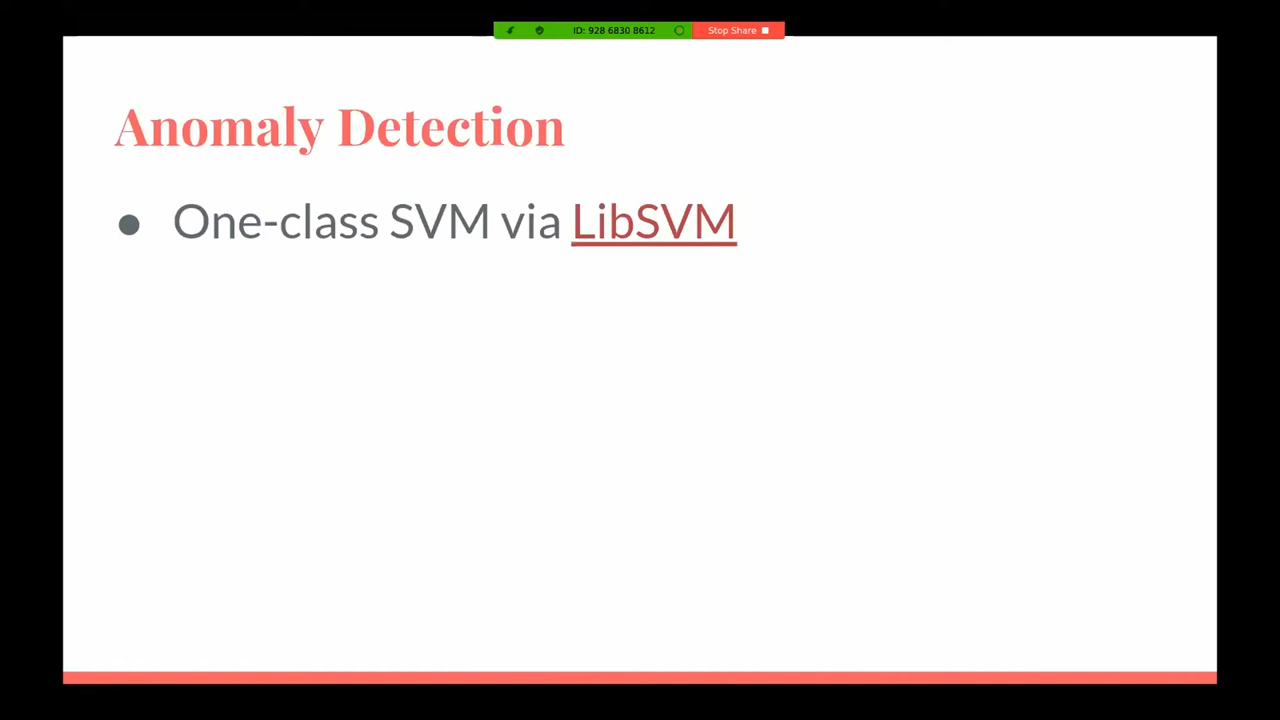 ID: 928 6830 8612 Stop Share
Anomaly Detection
● One-class SVM via LibSVM